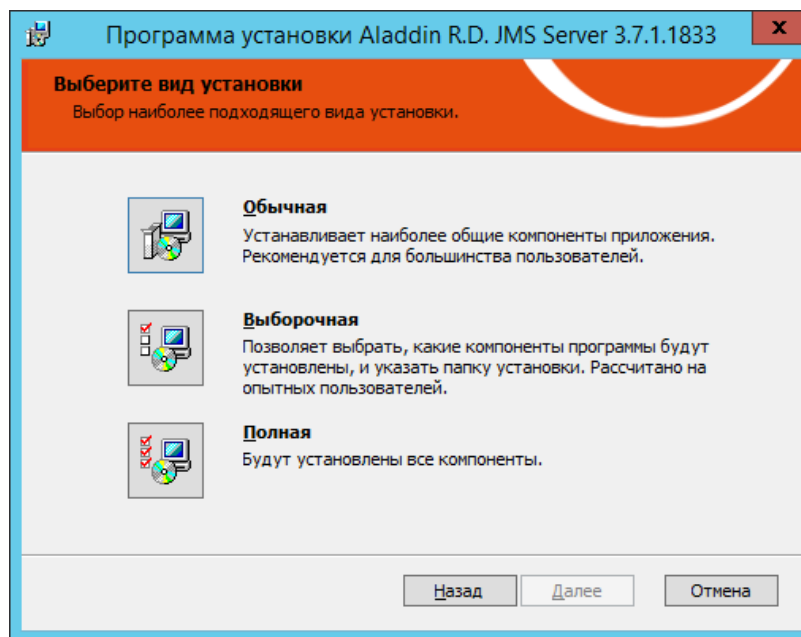 Программа установки Aladdin R.D. JMS Server 3.7.1.1833
x
Выберите вид установки
Выбор наиболее подходящего вида установки.
Обычная
Устанавливает наиболее общие компоненты приложения.
Рекомендуется для большинства пользователей.
Выборочная
Позволяет выбрать, какие компоненты программы будут
установлены, и указать папку установки. Рассчитано на
опытных пользователей.
Полная
Будут установлены все компоненты.
Назад
Далее
Отмена